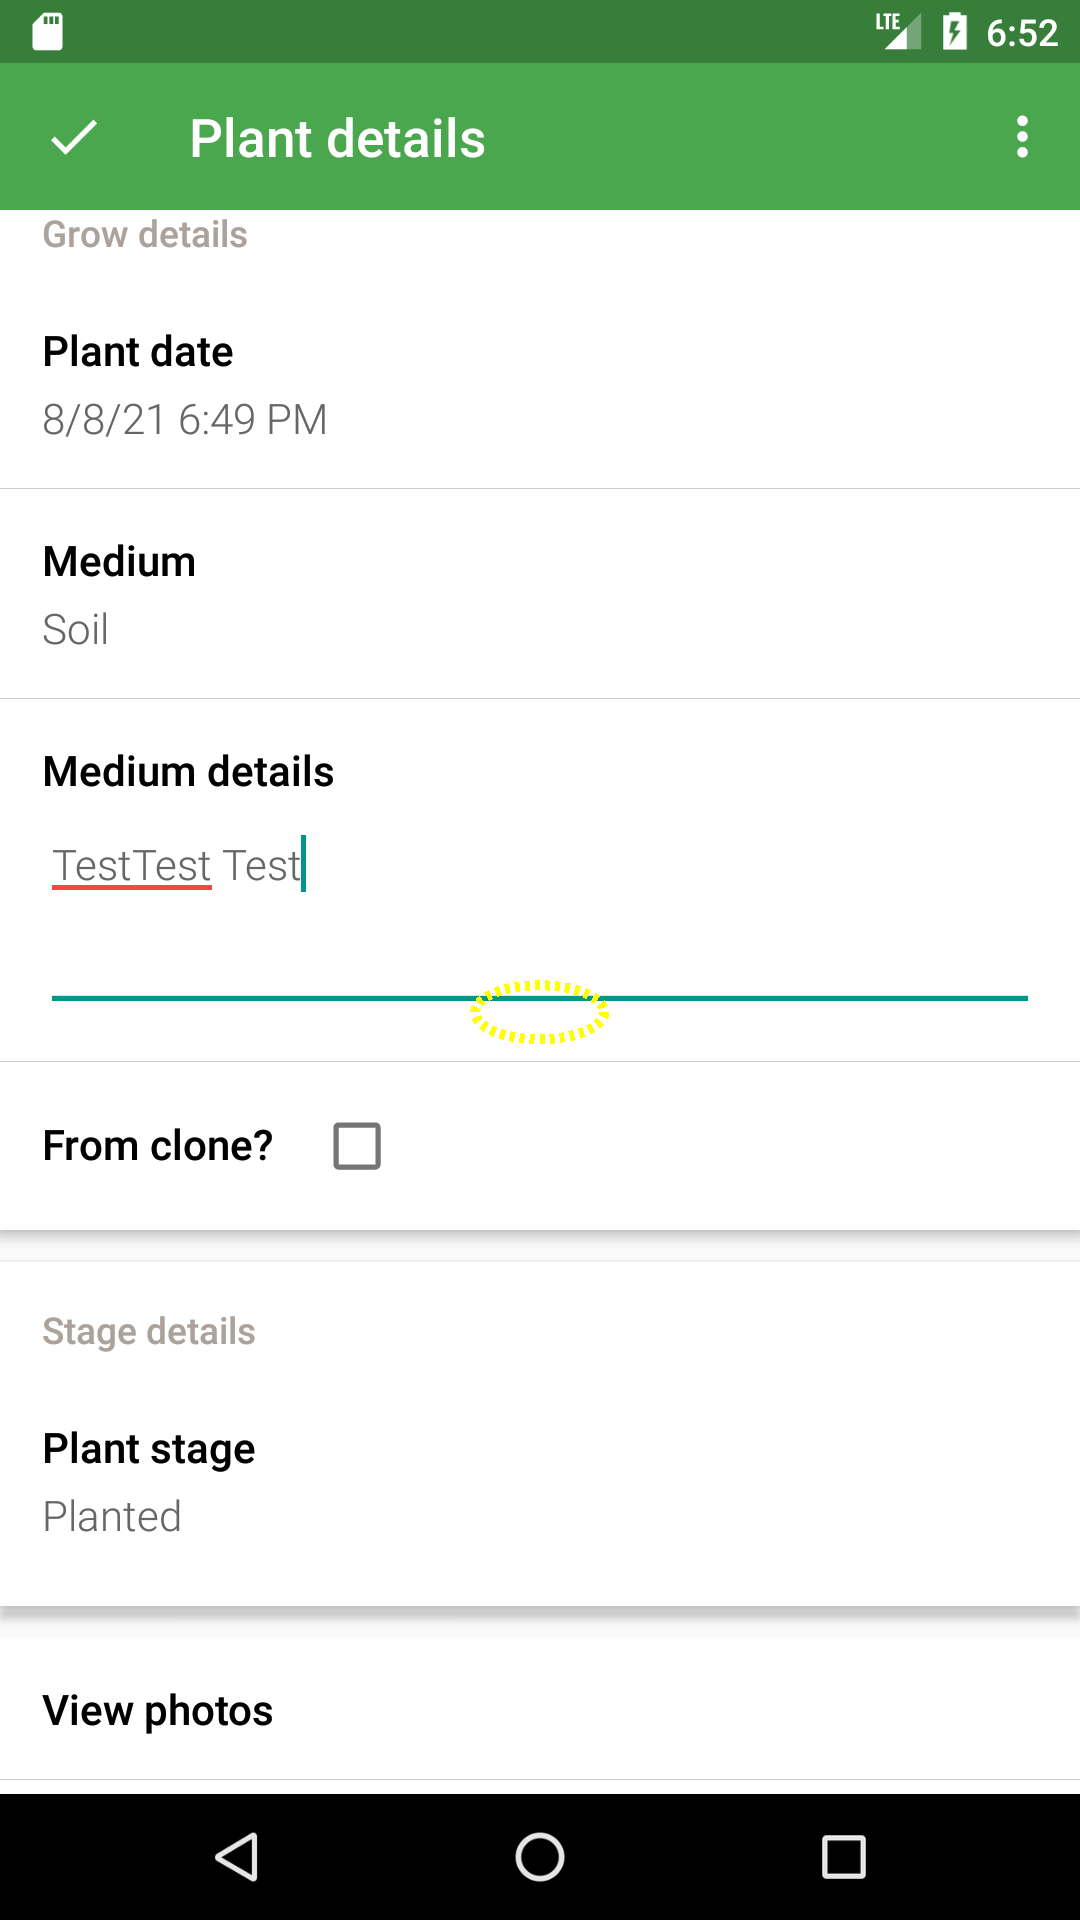 LTE 6:52
Plant details
Grow details
Plant date
8/8/21 6:49 PM
Medium
Soil
Medium details
TestTest Test
From clone?
Stage details
Plant stage
Planted
View photos